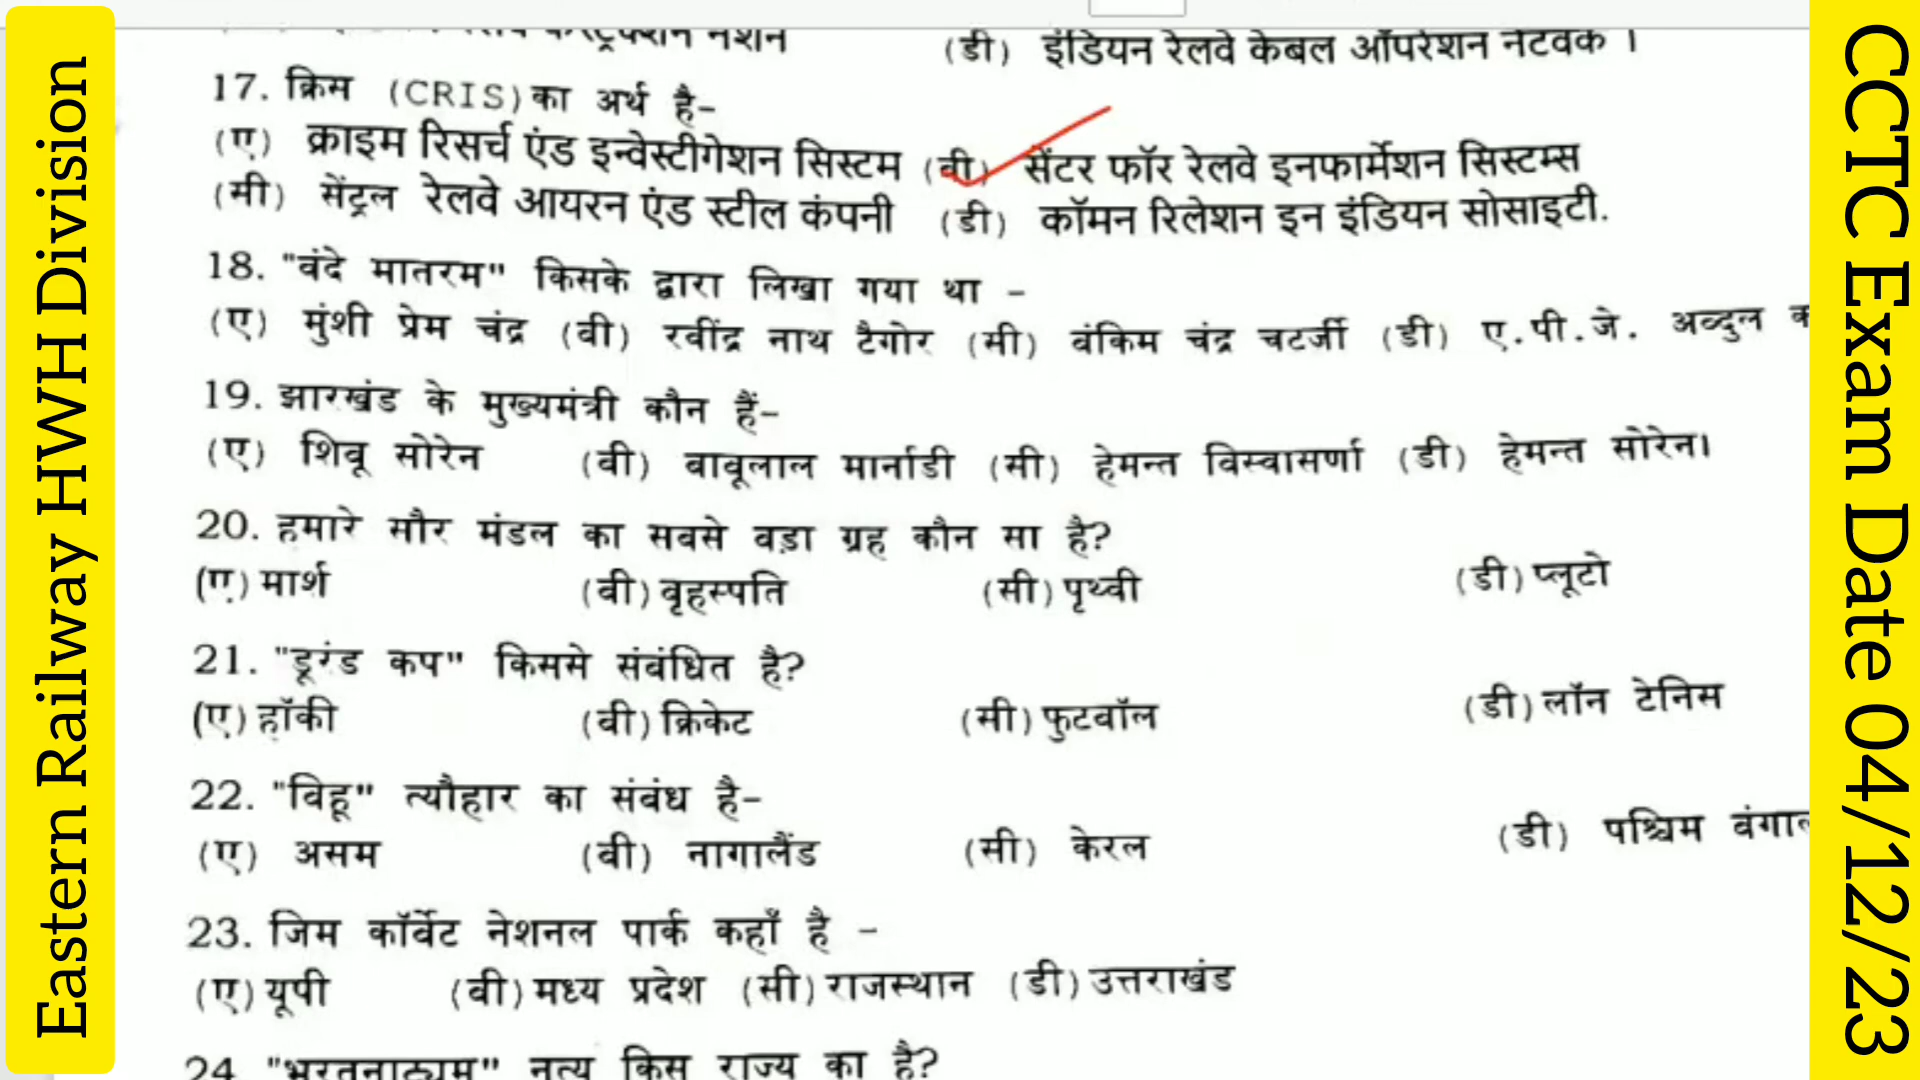 Eastern Railway HWH Division
(डी) इंडियन रेलवे केबल ऑपरेशन नेटवर्क ।
17. क्रिस (CRIS)का अर्थ है-
(ए) क्राइम रिसर्च एंड इन्वेस्टीगेशन सिस्टम (बी) सेंटर फॉर रेलवे इनफार्मेशन सिस्टम्स
(सी) सेंट्रल रेलवे आयरन एंड स्टील कंपनी (डी) कॉमन रिलेशन इन इंडियन सोसाइटी.
18. "वंदे मातरम" किसके द्वारा लिखा गया था -
(ए) मुंशी प्रेम चंद्र (बी) रवींद्र नाथ टैगोर (सी) बंकिम चंद्र चटर्जी (डी) ए.पी.जे. अब्दुल
19. झारखंड के मुख्यमंत्री कौन हैं-
(ए) शिबू सोरेन (बी) बाबूलाल मार्नाडी (सी) हेमन्त विस्वासर्णा (डी) हेमन्त सोरेन।
20. हमारे सौर मंडल का सबसे बड़ा ग्रह कौन सा है?
(ए)मार्श (बी)बृहस्पति (सी)पृथ्वी (डी)प्लूटो
21. "डूरंड कप" किससे संबंधित है?
(ए)हॉकी (बी)क्रिकेट (सी)फुटबॉल (डी)लॉन टेनिस
22. "बिहू" त्यौहार का संबंध है-
(ए) असम (बी) नागालैंड (सी) केरल (डी) पश्चिम बंगाल
23. जिम कॉर्बेट नेशनल पार्क कहाँ है -
(ए)यूपी (बी)मध्य प्रदेश (सी)राजस्थान (डी)उत्तराखंड
24. "भरतनाट्यम" नृत्य किस राज्य का है?
CCTC Exam Date 04/12/23